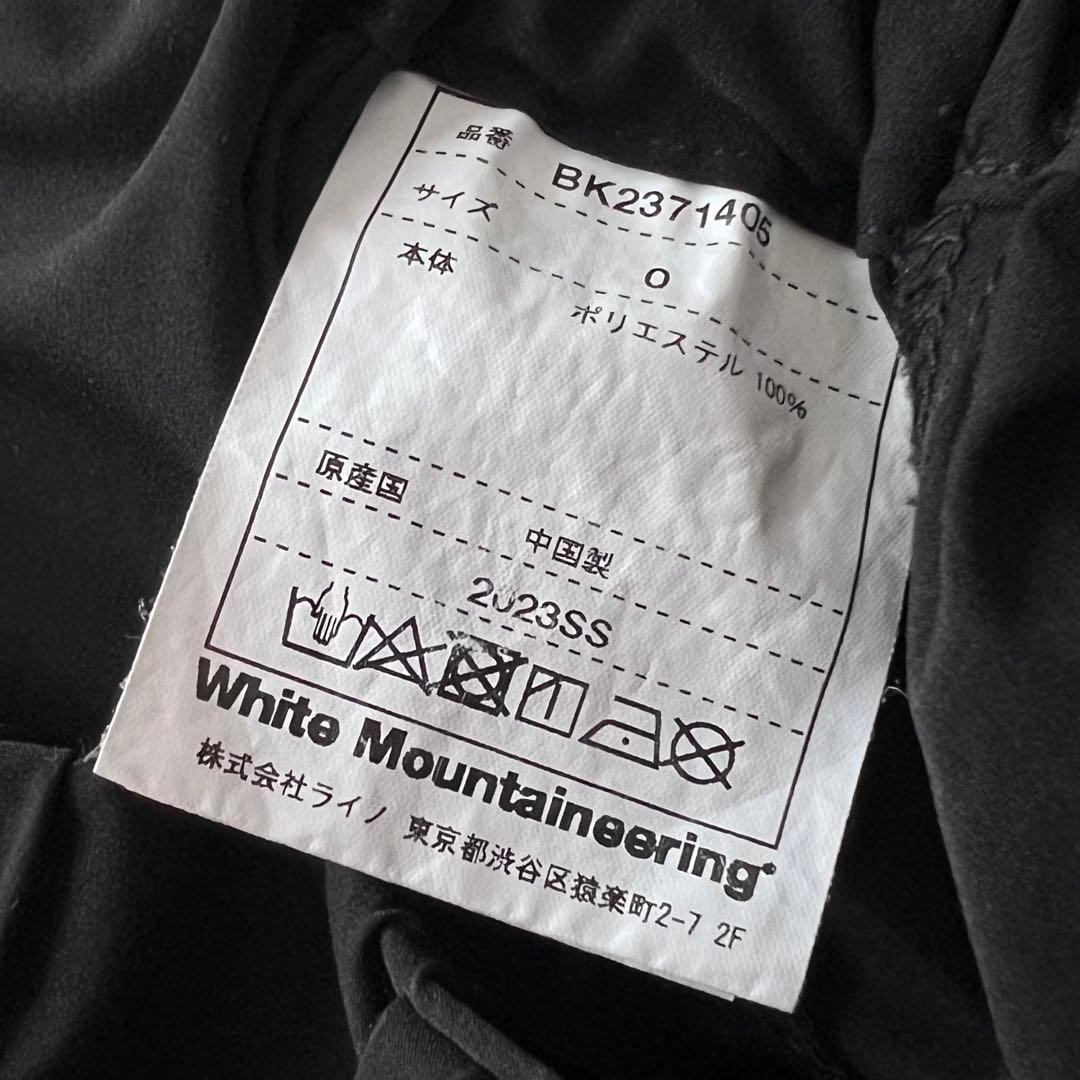 品番 BK2371405
サイズ 0
本体 ポリエステル 100%
原産国 中国製
2023SS
White Mountaineering
株式会社ライノ 東京都渋谷区猿楽町2-7 2F